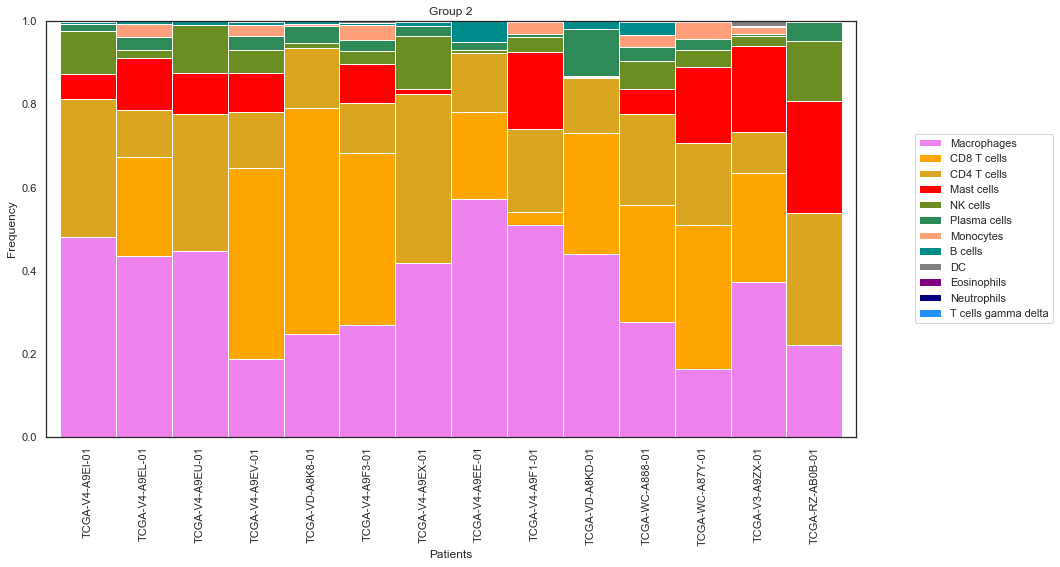 Group 2
1.0
0.8
0.6
0.4
0.2
0.0
Frequency
TCGA-V4-A9EI-01
TCGA-V4-A9EL-01
TCGA-V4-A9EU-01
TCGA-V4-A9EV-01
TCGA-VD-A8K8-01
TCGA-V4-A9F3-01
TCGA-V4-A9EX-01
TCGA-V4-A9EE-01
TCGA-V4-A9F1-01
TCGA-VD-A8KD-01
TCGA-WC-A888-01
TCGA-WC-A87Y-01
TCGA-V3-A9ZX-01
TCGA-RZ-AB0B-01
Patients
Macrophages
CD8 T cells
CD4 T cells
Mast cells
NK cells
Plasma cells
Monocytes
B cells
DC
Eosinophils
Neutrophils
T cells gamma delta